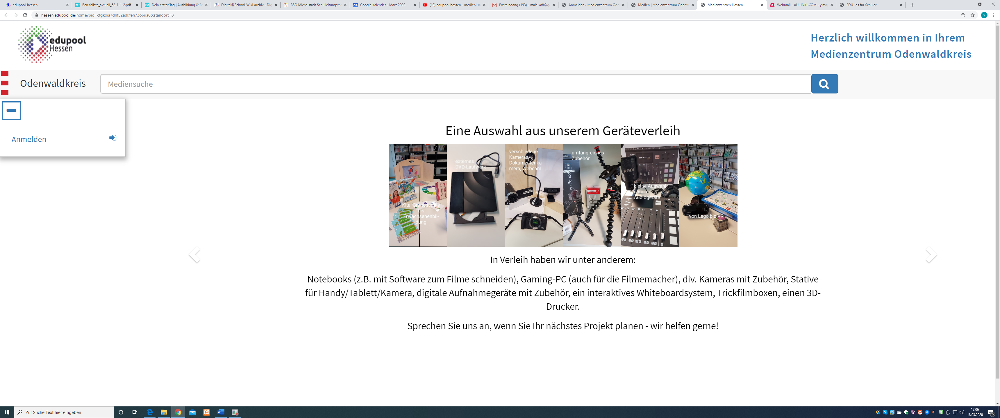 edupool-hessen
Berufeliste_aktuell_62-1-1-2.pdf
Dein erster Tag | Ausbildung & B
Digital@School-Wiki Archiv - Dig
BSO Michelstadt Schulleitungste
Google Kalender - März 2020
(19) edupool hessen - medienlist
Posteingang (193) - maleika8@g
Anmelden ‹ Medienzentrum Ode
Medien | Medienzentrum Odenw
Medienzentren Hessen
Webmail - ALL-INKL.COM - y.ma
EDU-Ids für Schüler
hessen.edupool.de/home?pid=cfgkoia7dhf52adkfeh73o6ua6&standort=8
Y
edupool
Hessen
Herzlich willkommen in Ihrem
Medienzentrum Odenwaldkreis
Odenwaldkreis
Mediensuche
Anmelden
Eine Auswahl aus unserem Geräteverleih
Kita, Grundschule
bis
Erwachsenenbil-
dung
externes
DVD-Laufwerk
verschiedene
Kameras,
Dokumentenka-
mera, Webcam
umfangreiches
Zubehör
gorillapod
3K
RØDE
kleine Auswahl
unserer
Audiogeräte
von Lego bis VR
In Verleih haben wir unter anderem:
Notebooks (z.B. mit Software zum Filme schneiden), Gaming-PC (auch für die Filmemacher), div. Kameras mit Zubehör, Stative
für Handy/Tablett/Kamera, digitale Aufnahmegeräte mit Zubehör, ein interaktives Whiteboardsystem, Trickfilmboxen, einen 3D-
Drucker.
Sprechen Sie uns an, wenn Sie Ihr nächstes Projekt planen - wir helfen gerne!
Zur Suche Text hier eingeben
17:06
18.03.2020
6